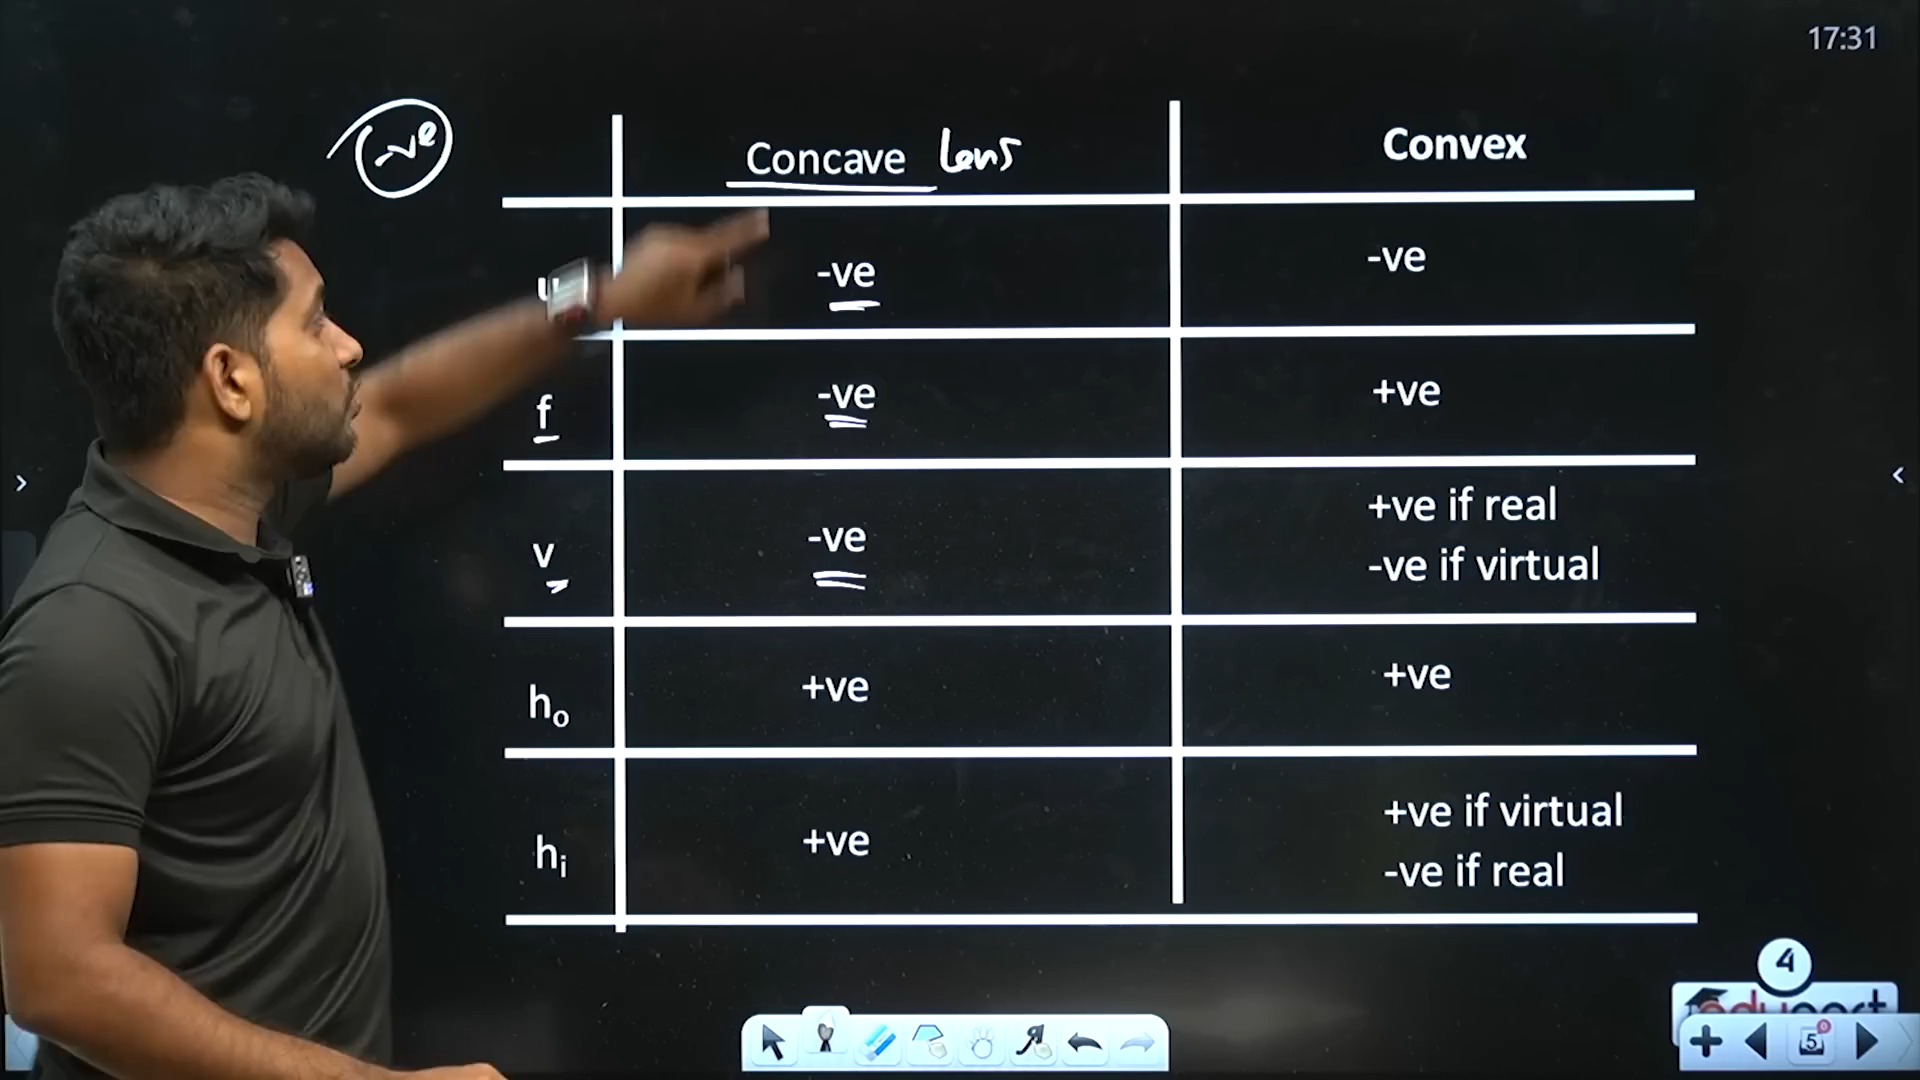 17:31
-ve
Concave Lens
Convex
u
-ve
-ve
f
-ve
+ve
v
-ve
+ve if real
-ve if virtual
h₀
+ve
+ve
hᵢ
+ve
+ve if virtual
-ve if real
4
5
0